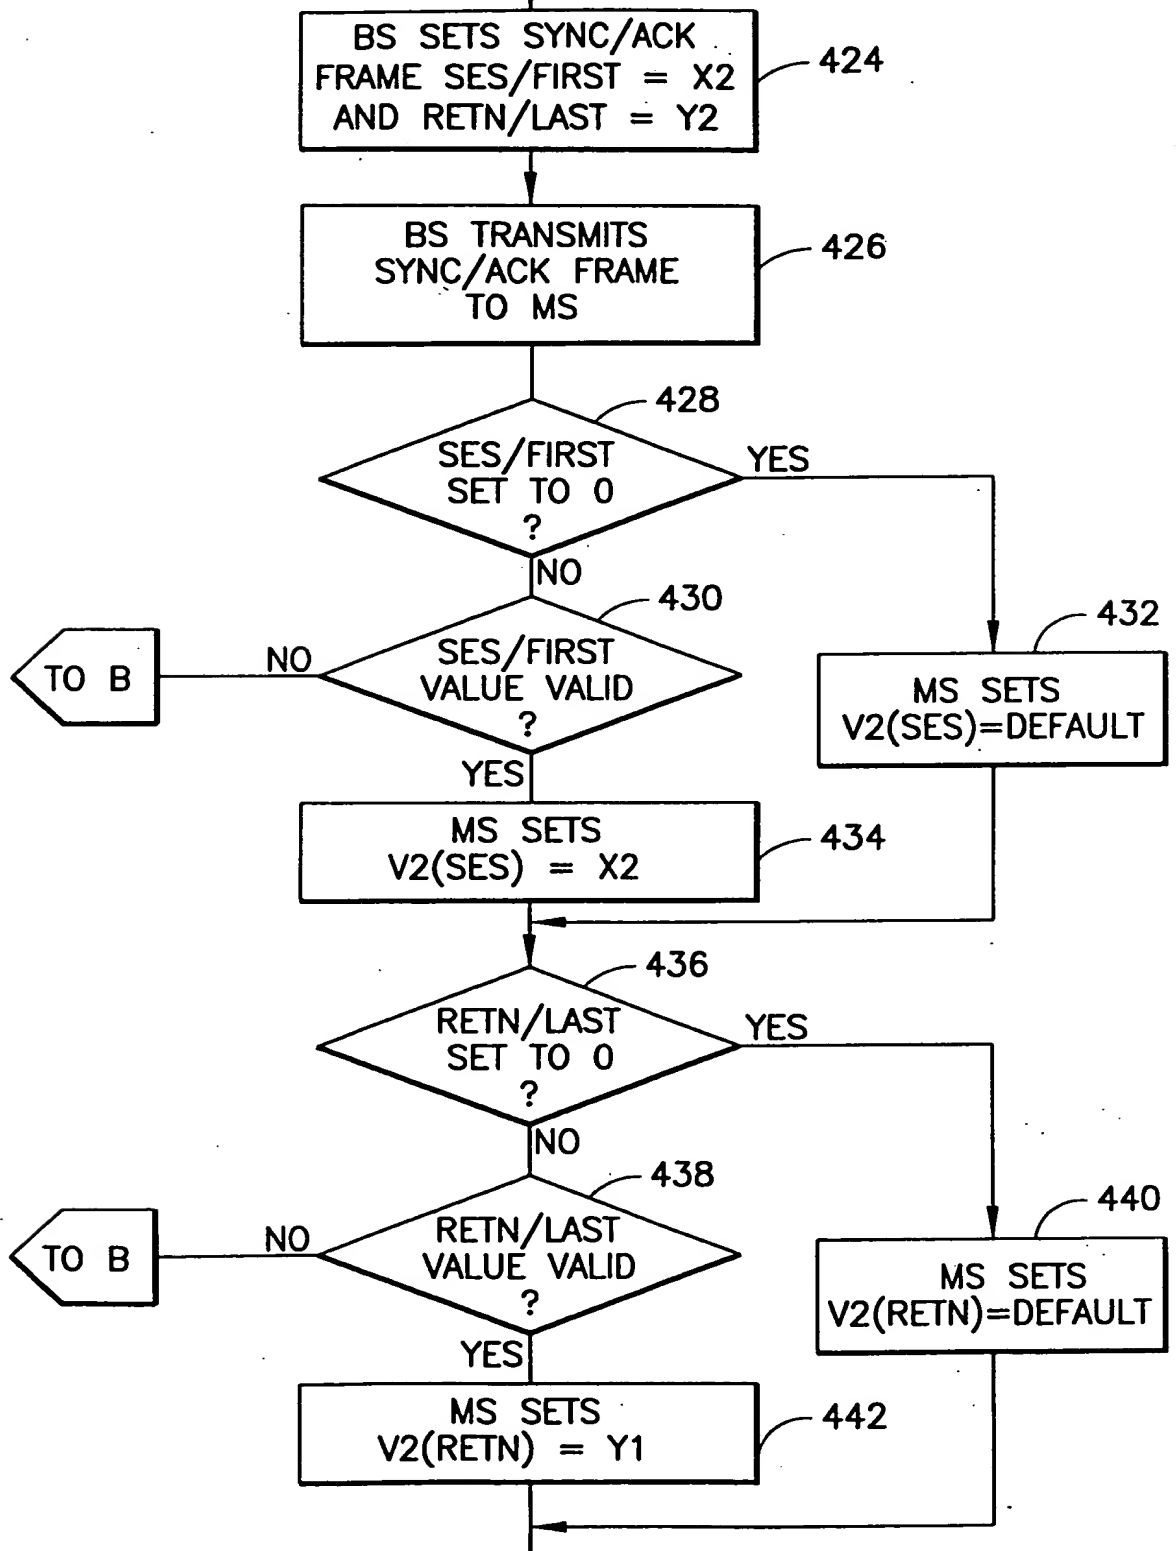 BS SETS SYNC/ACK
FRAME SES/FIRST = X2
AND RETN/LAST = Y2
424
BS TRANSMITS
SYNC/ACK FRAME
TO MS
426
428
SES/FIRST
SET TO 0
?
YES
NO
430
SES/FIRST
VALUE VALID
?
NO
TO B
432
MS SETS
V2(SES)=DEFAULT
YES
MS SETS
V2(SES) = X2
434
436
RETN/LAST
SET TO 0
?
YES
NO
438
RETN/LAST
VALUE VALID
?
NO
TO B
440
MS SETS
V2(RETN)=DEFAULT
YES
MS SETS
V2(RETN) = Y1
442